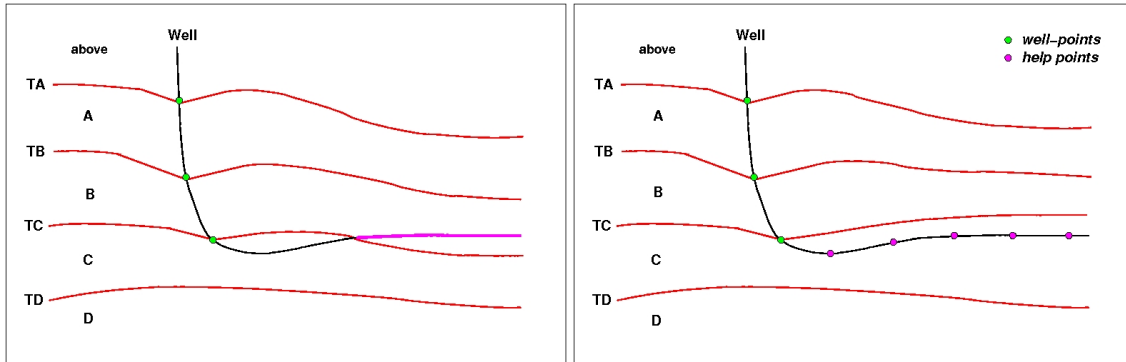 Well
above
TA
A
TB
B
TC
C
TD
D
Well
above
well-points
help points
TA
A
TB
B
TC
C
TD
D